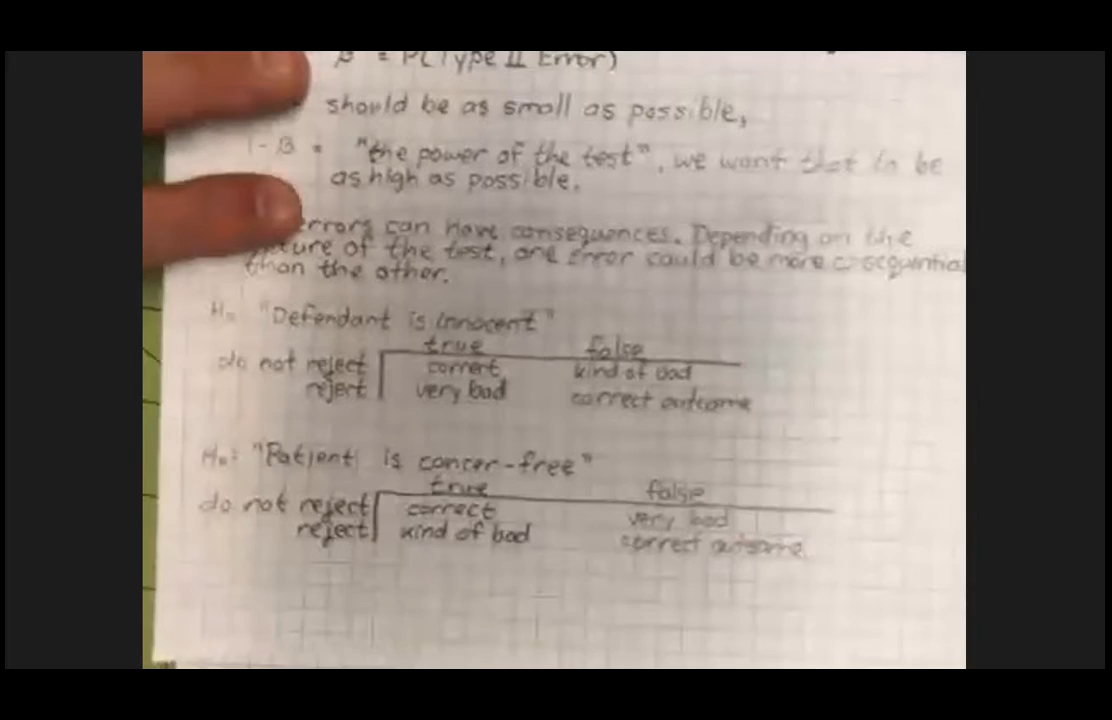 β = P(Type II Error)
should be as small as possible,
1-β = "the power of the test", we want that to be
as high as possible.
errors can have consequences. Depending on the
of the test, one error could be more cosequential
than the other.
H₀ "Defendant is innocent"
true false
do not reject correct kind of bad
reject very bad correct outcome
H₀: "Patient is cancer-free"
true false
do not reject correct very bad
reject kind of bad correct outcome